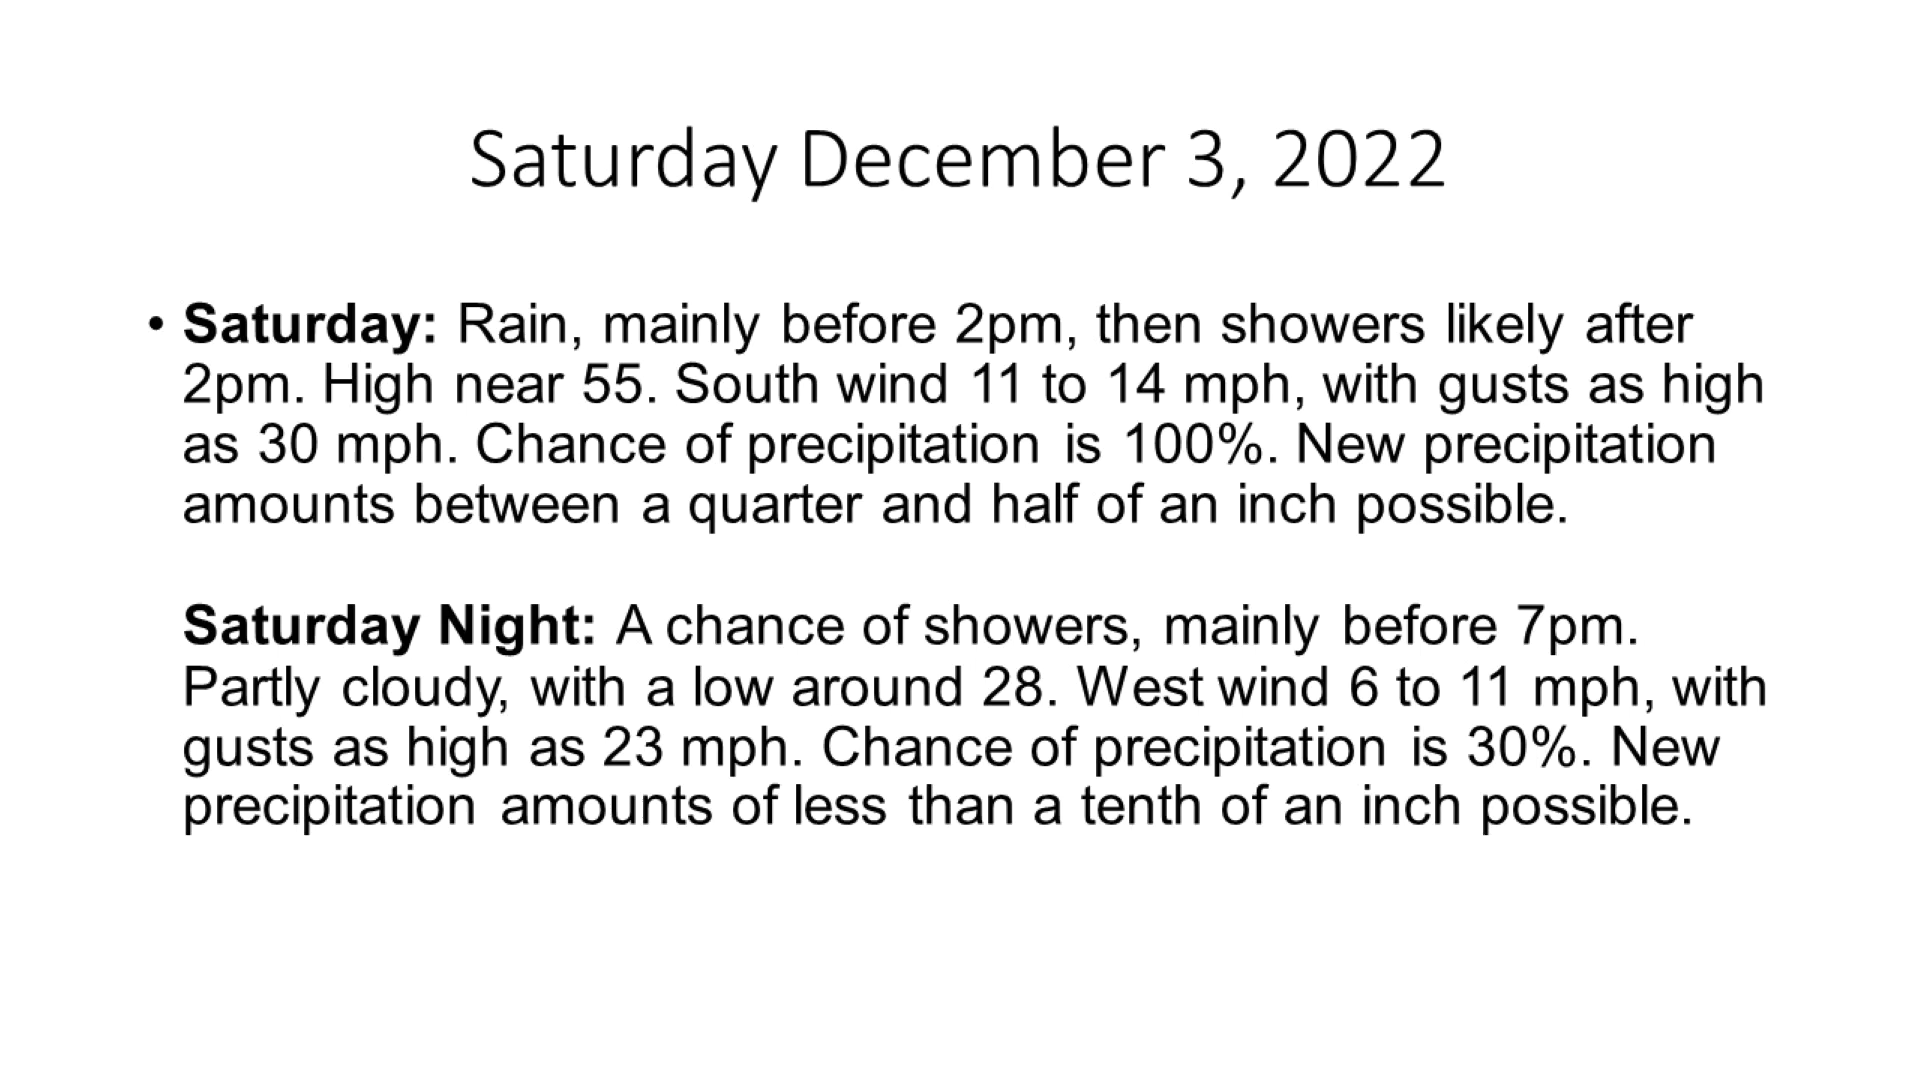 Saturday December 3, 2022
• Saturday: Rain, mainly before 2pm, then showers likely after
2pm. High near 55. South wind 11 to 14 mph, with gusts as high
as 30 mph. Chance of precipitation is 100%. New precipitation
amounts between a quarter and half of an inch possible.
Saturday Night: A chance of showers, mainly before 7pm.
Partly cloudy, with a low around 28. West wind 6 to 11 mph, with
gusts as high as 23 mph. Chance of precipitation is 30%. New
precipitation amounts of less than a tenth of an inch possible.